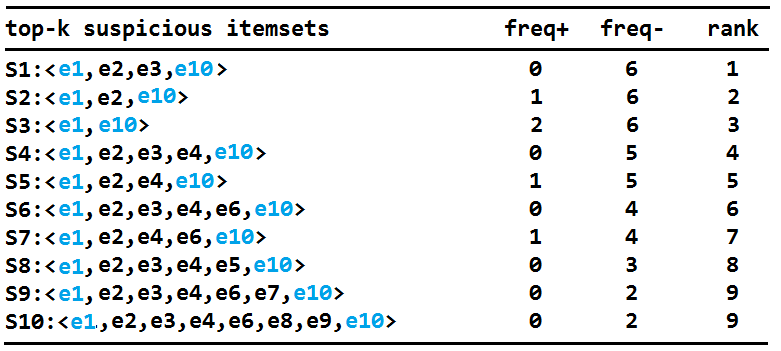 top-k suspicious itemsets freq+ freq- rank
S1:<e1,e2,e3,e10> 0 6 1
S2:<e1,e2,e10> 1 6 2
S3:<e1,e10> 2 6 3
S4:<e1,e2,e3,e4,e10> 0 5 4
S5:<e1,e2,e4,e10> 1 5 5
S6:<e1,e2,e3,e4,e6,e10> 0 4 6
S7:<e1,e2,e4,e6,e10> 1 4 7
S8:<e1,e2,e3,e4,e5,e10> 0 3 8
S9:<e1,e2,e3,e4,e6,e7,e10> 0 2 9
S10:<e1,e2,e3,e4,e6,e8,e9,e10> 0 2 9